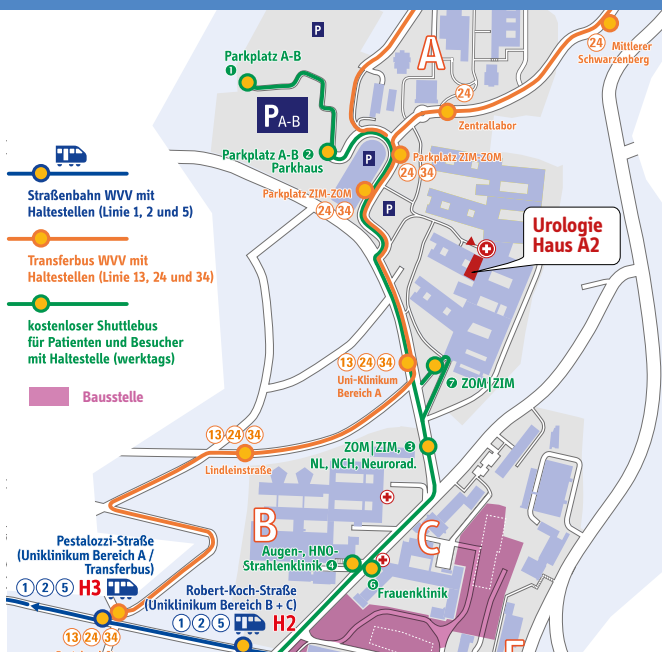 P
A
24
Mittlerer
Schwarzenberg
Parkplatz A-B
1
24
PA-B
Zentrallabor
Parkplatz A-B 2
Parkhaus
P
Parkplatz ZIM-ZOM
24 34
Parkplatz ZIM-ZOM
24 34
P
Straßenbahn WVV mit
Haltestellen (Linie 1, 2 und 5)
Urologie
Haus A2
Transferbus WVV mit
Haltestellen (Linie 13, 24 und 34)
kostenloser Shuttlebus
für Patienten und Besucher
mit Haltestelle (werktags)
13 24 34
Uni-Klinikum
Bereich A
7 ZOM|ZIM
Baustelle
13 24 34
Lindleinstraße
ZOM|ZIM, 3
NL, NCH, Neurorad.
B
C
Pestalozzi-Straße
(Uniklinikum Bereich A /
Transferbus)
Augen-, HNO-
Strahlenklinik 4
6
Frauenklinik
1 2 5 H3
Robert-Koch-Straße
(Uniklinikum Bereich B + C)
1 2 5 H2
13 24 34